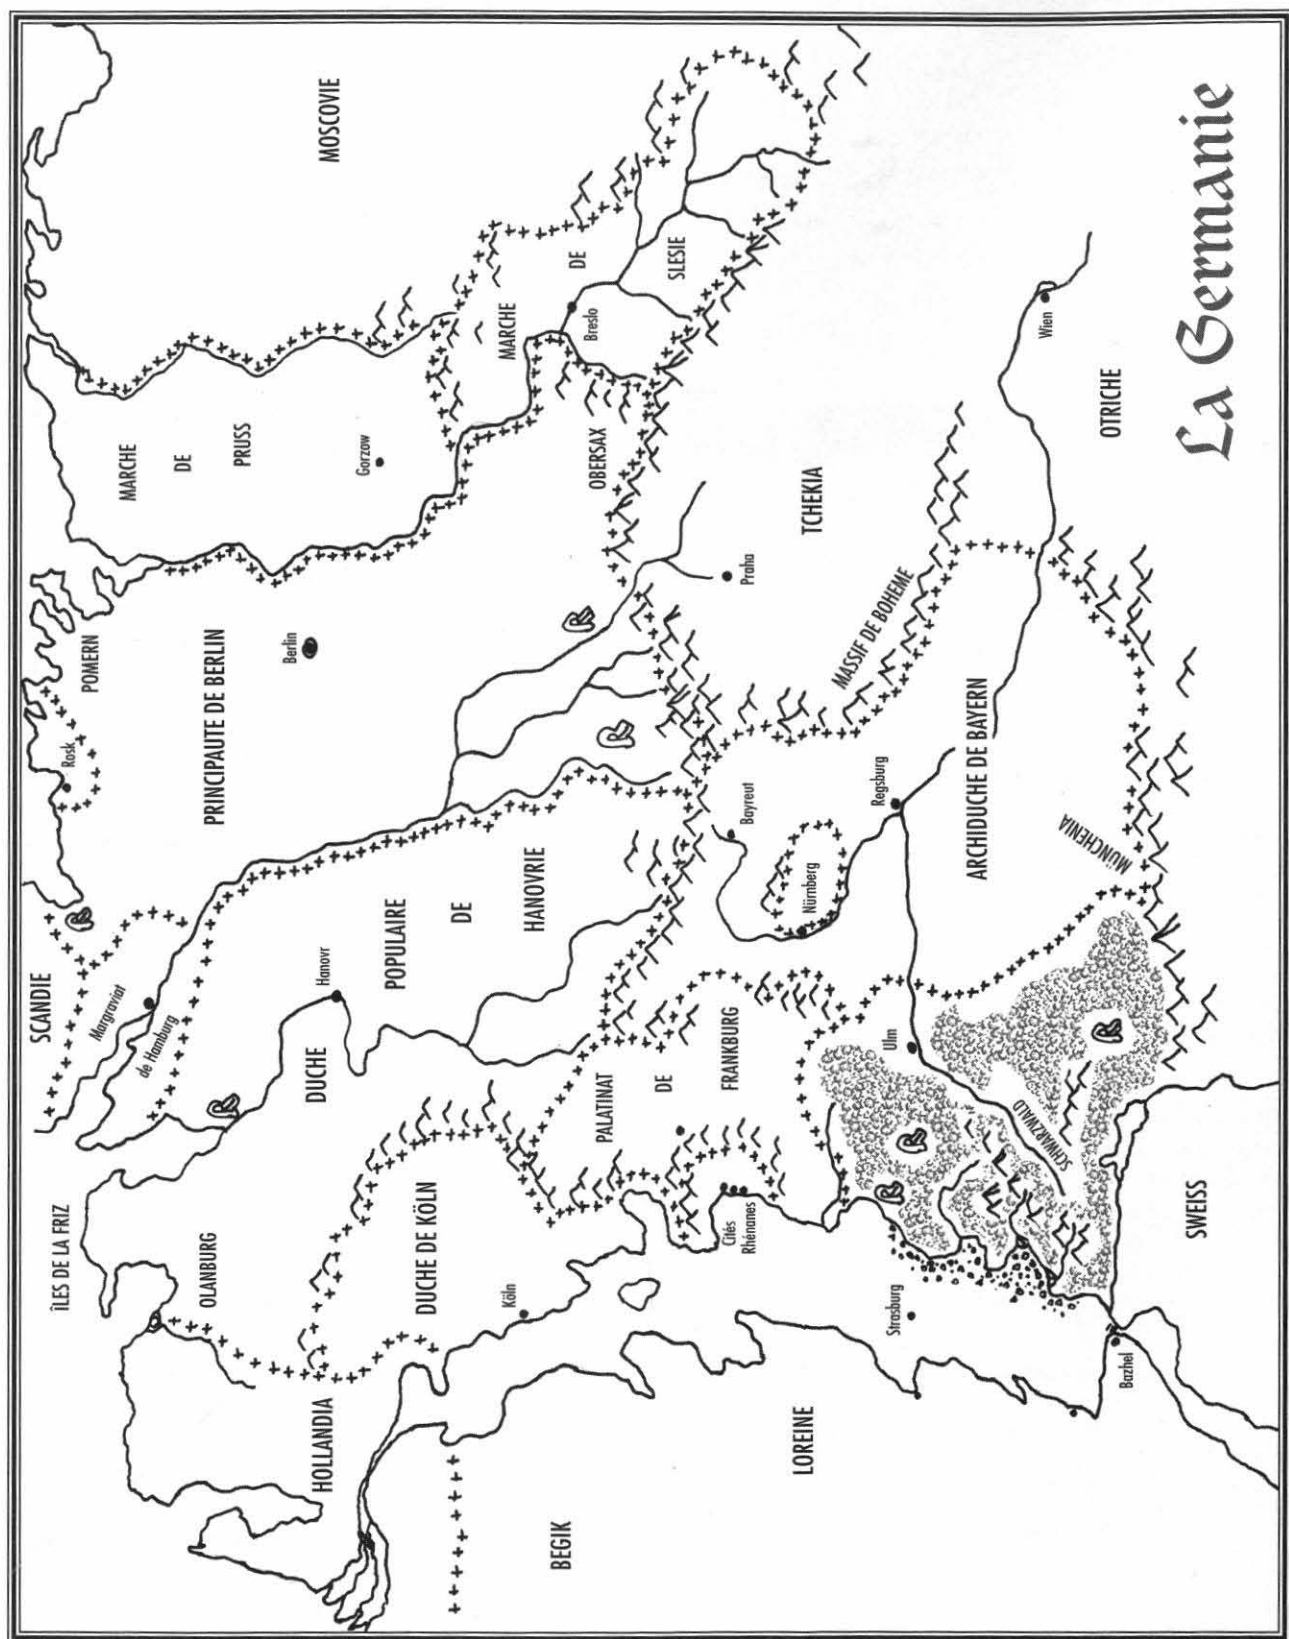 SCANDIE
ÎLES DE LA FRIZ
POMERN
Rosk
MOSCOVIE
Margraviat
de Hamburg
MARCHE
DE
PRUSS
Gorzow
OLANBURG
PRINCIPAUTE DE BERLIN
Berlin
HOLLANDIA
Hanovr
DUCHE
POPULAIRE
DE
HANOVRIE
DUCHE DE KÖLN
Köln
MARCHE
DE
SLESIE
Breslo
OBERSAX
BEGIK
PALATINAT
DE
FRANKBURG
Cités
Rhénanes
Bayreut
Praha
TCHEKIA
LOREINE
Nürnberg
MASSIF DE BOHEME
Regsburg
Strasburg
Ulm
ARCHIDUCHE DE BAYERN
Wien
OTRICHE
SCHWARZWALD
MÜNCHENIA
Bazhel
SWEISS
La Germanie
R
R
R
R
R
R
R